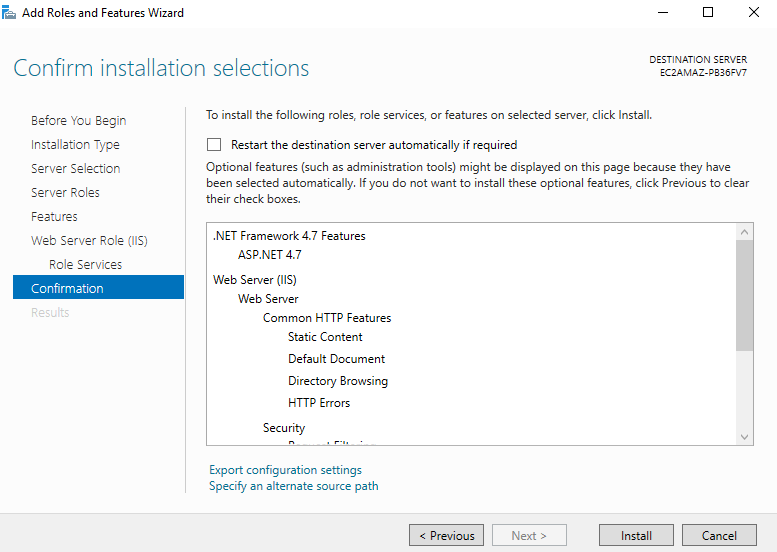 Add Roles and Features Wizard
Confirm installation selections
DESTINATION SERVER
EC2AMAZ-PB36FV7
Before You Begin
Installation Type
Server Selection
Server Roles
Features
Web Server Role (IIS)
Role Services
Confirmation
Results
To install the following roles, role services, or features on selected server, click Install.
Restart the destination server automatically if required
Optional features (such as administration tools) might be displayed on this page because they have
been selected automatically. If you do not want to install these optional features, click Previous to clear
their check boxes.
.NET Framework 4.7 Features
ASP.NET 4.7
Web Server (IIS)
Web Server
Common HTTP Features
Static Content
Default Document
Directory Browsing
HTTP Errors
Security
Request Filtering
Export configuration settings
Specify an alternate source path
< Previous
Next >
Install
Cancel